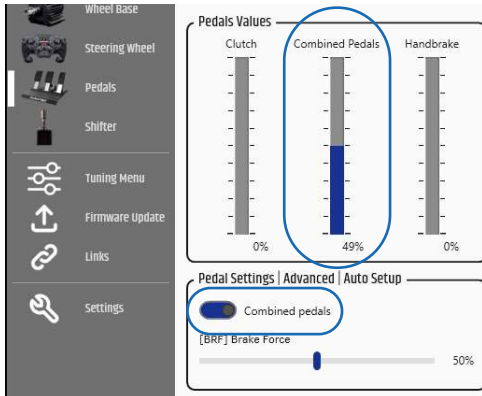 Wheel Base
Steering Wheel
Pedals
Shifter
Tuning Menu
Firmware Update
Links
Settings
Pedals Values
Clutch Combined Pedals Handbrake
0% 49% 0%
Pedal Settings | Advanced | Auto Setup
Combined pedals
[BRF] Brake Force
50%